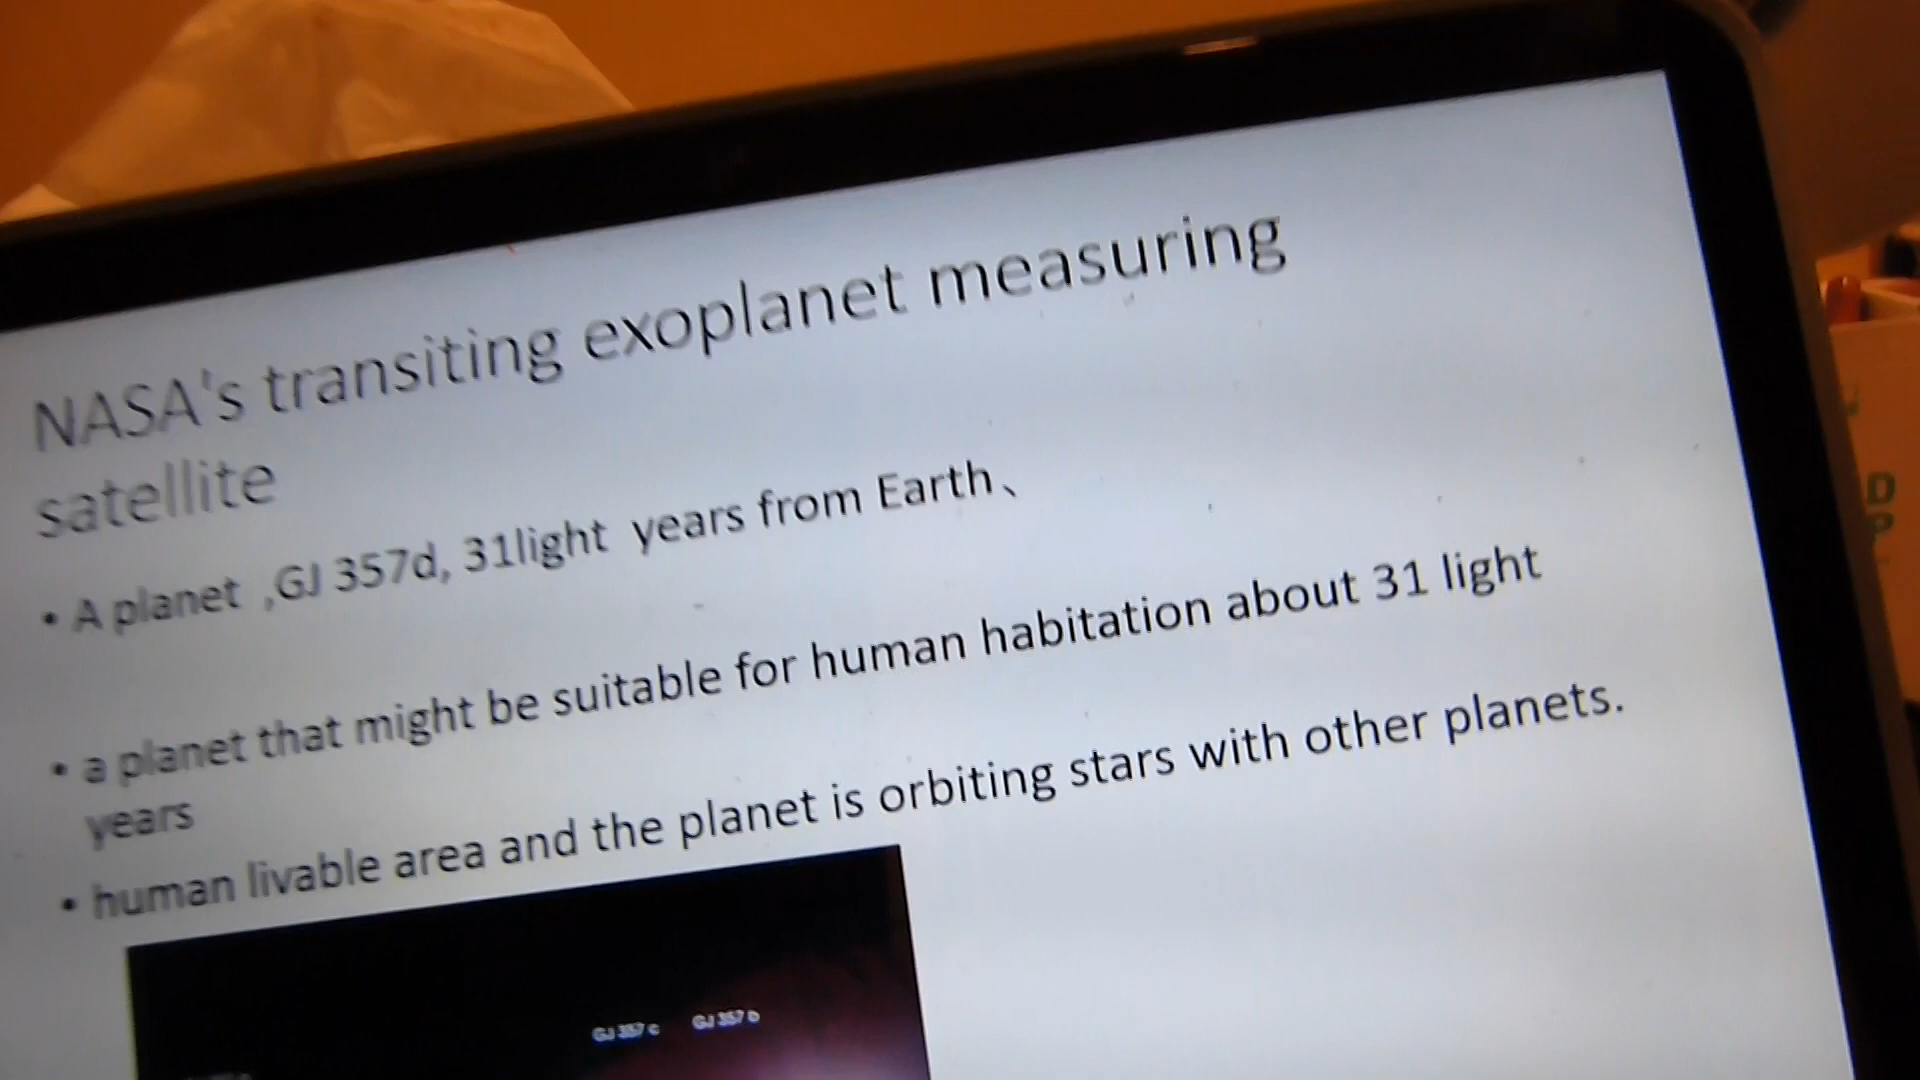 NASA's transiting exoplanet measuring
satellite
• A planet ,GJ 357d, 31light years from Earth、
• a planet that might be suitable for human habitation about 31 light
years
• human livable area and the planet is orbiting stars with other planets.
GJ 357 c GJ 357 b
D
P